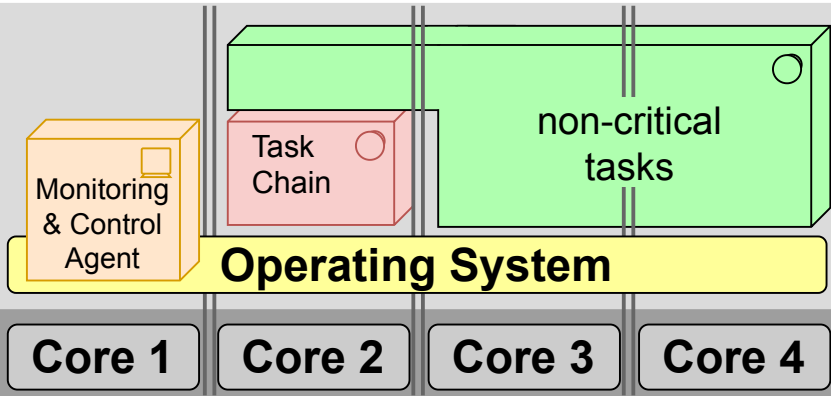 non-critical
tasks
Task
Chain
Monitoring
& Control
Agent
Operating System
Core 1
Core 2
Core 3
Core 4